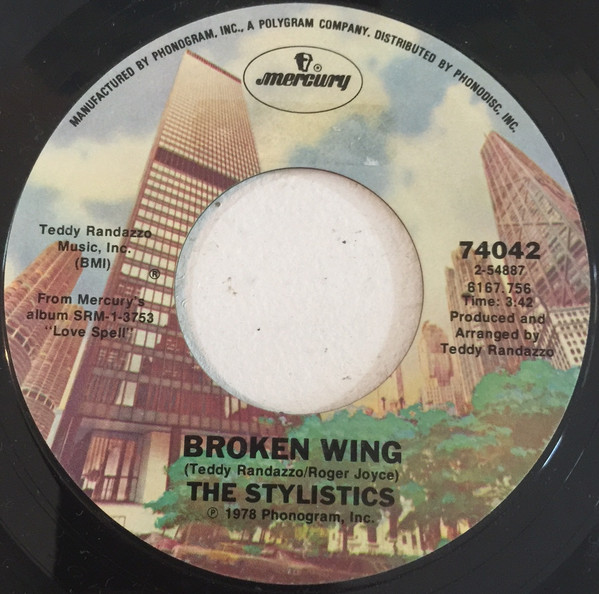 MANUFACTURED BY PHONOGRAM, INC., A POLYGRAM COMPANY. DISTRIBUTED BY PHONODISC, INC.
mercury
®
Teddy Randazzo
Music, Inc.
(BMI)
®
From Mercury's
album SRM-1-3753
"Love Spell"
74042
2-54887
6167.756
Time: 3:42
Produced and
Arranged by
Teddy Randazzo
BROKEN WING
(Teddy Randazzo/Roger Joyce)
THE STYLISTICS
℗ 1978 Phonogram, Inc.